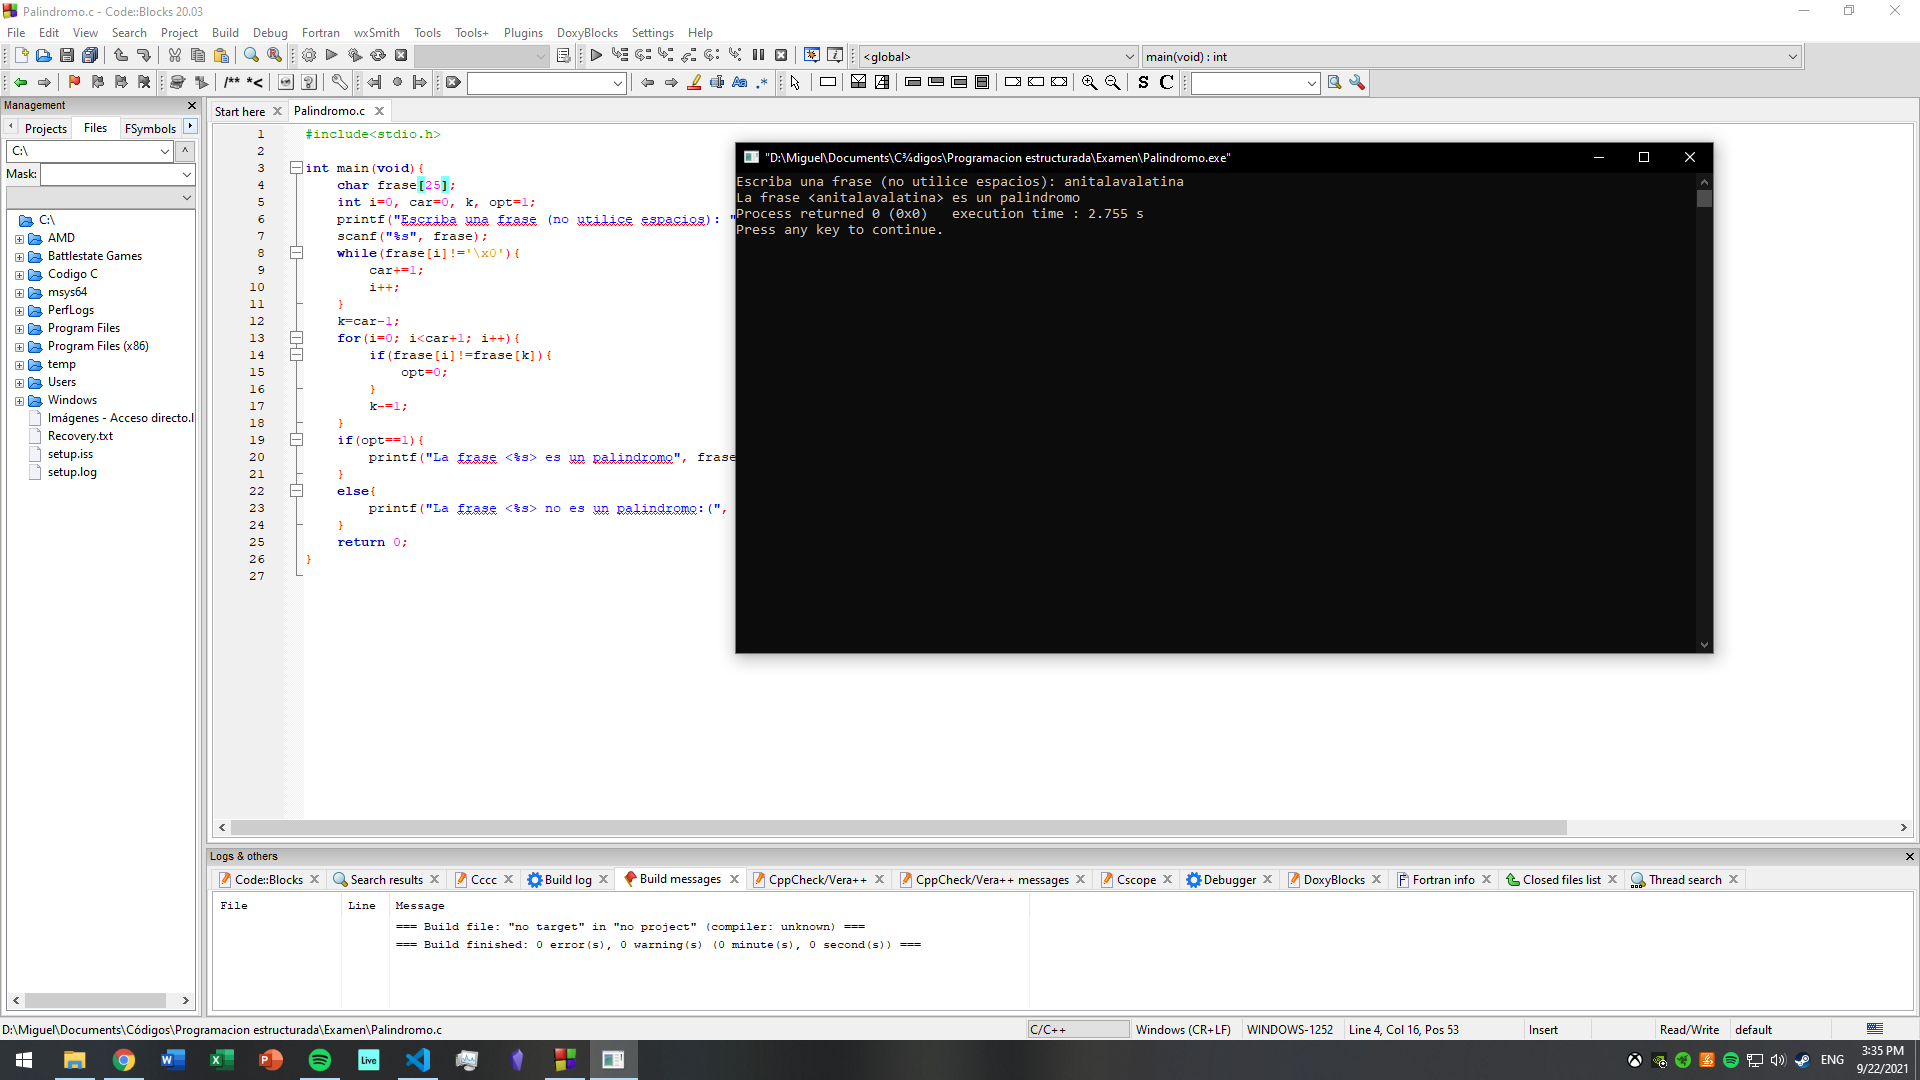 Palindromo.c - Code::Blocks 20.03
File Edit View Search Project Build Debug Fortran wxSmith Tools Tools+ Plugins DoxyBlocks Settings Help
<global>
main(void) : int
/** *<
Aa .*
S C
Management
Projects Files FSymbols
C:\
^
Mask:
C:\
AMD
Battlestate Games
Codigo C
msys64
PerfLogs
Program Files
Program Files (x86)
temp
Users
Windows
Imágenes - Acceso directo.l
Recovery.txt
setup.iss
setup.log
Start here Palindromo.c
1 #include<stdio.h>
2
3 int main(void){
4 char frase[25];
5 int i=0, car=0, k, opt=1;
6 printf("Escriba una frase (no utilice espacios): "
7 scanf("%s", frase);
8 while(frase[i]!='\x0'){
9 car+=1;
10 i++;
11 }
12 k=car-1;
13 for(i=0; i<car+1; i++){
14 if(frase[i]!=frase[k]){
15 opt=0;
16 }
17 k-=1;
18 }
19 if(opt==1){
20 printf("La frase <%s> es un palindromo", frase
21 }
22 else{
23 printf("La frase <%s> no es un palindromo:(",
24 }
25 return 0;
26 }
27
"D:\Miguel\Documents\C¾digos\Programacion estructurada\Examen\Palindromo.exe"
Escriba una frase (no utilice espacios): anitalavalatina
La frase <anitalavalatina> es un palindromo
Process returned 0 (0x0) execution time : 2.755 s
Press any key to continue.
Logs & others
Code::Blocks Search results Cccc Build log Build messages CppCheck/Vera++ CppCheck/Vera++ messages Cscope Debugger DoxyBlocks Fortran info Closed files list Thread search
File Line Message
=== Build file: "no target" in "no project" (compiler: unknown) ===
=== Build finished: 0 error(s), 0 warning(s) (0 minute(s), 0 second(s)) ===
D:\Miguel\Documents\Códigos\Programacion estructurada\Examen\Palindromo.c C/C++ Windows (CR+LF) WINDOWS-1252 Line 4, Col 16, Pos 53 Insert Read/Write default
Live
ENG
3:35 PM
9/22/2021